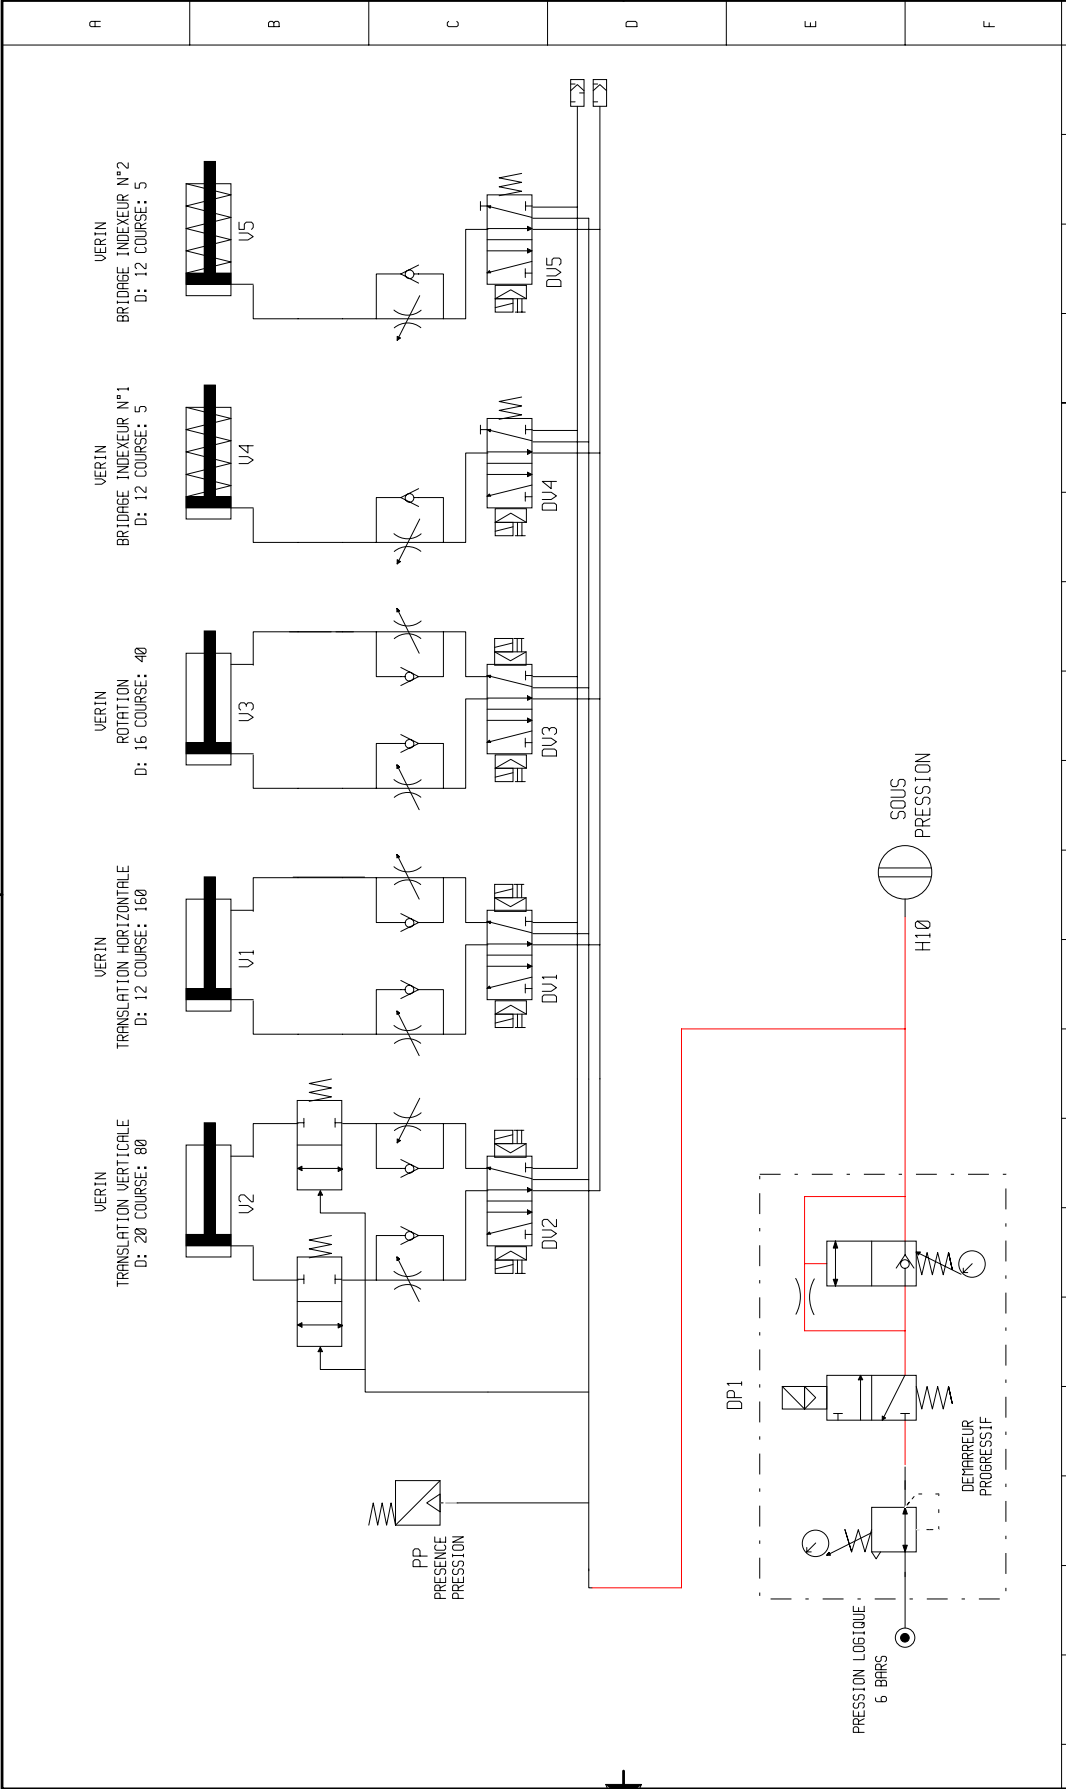 A
B
C
D
E
F
VERIN
TRANSLATION VERTICALE
D: 20 COURSE: 80
V2
VERIN
TRANSLATION HORIZONTALE
D: 12 COURSE: 160
V1
VERIN
ROTATION
D: 16 COURSE: 40
V3
VERIN
BRIDAGE INDEXEUR N°1
D: 12 COURSE: 5
V4
VERIN
BRIDAGE INDEXEUR N°2
D: 12 COURSE: 5
V5
DV2
DV1
DV3
DV4
DV5
PP
PRESENCE
PRESSION
DP1
H10
SOUS
PRESSION
DEMARREUR
PROGRESSIF
PRESSION LOGIQUE
6 BARS